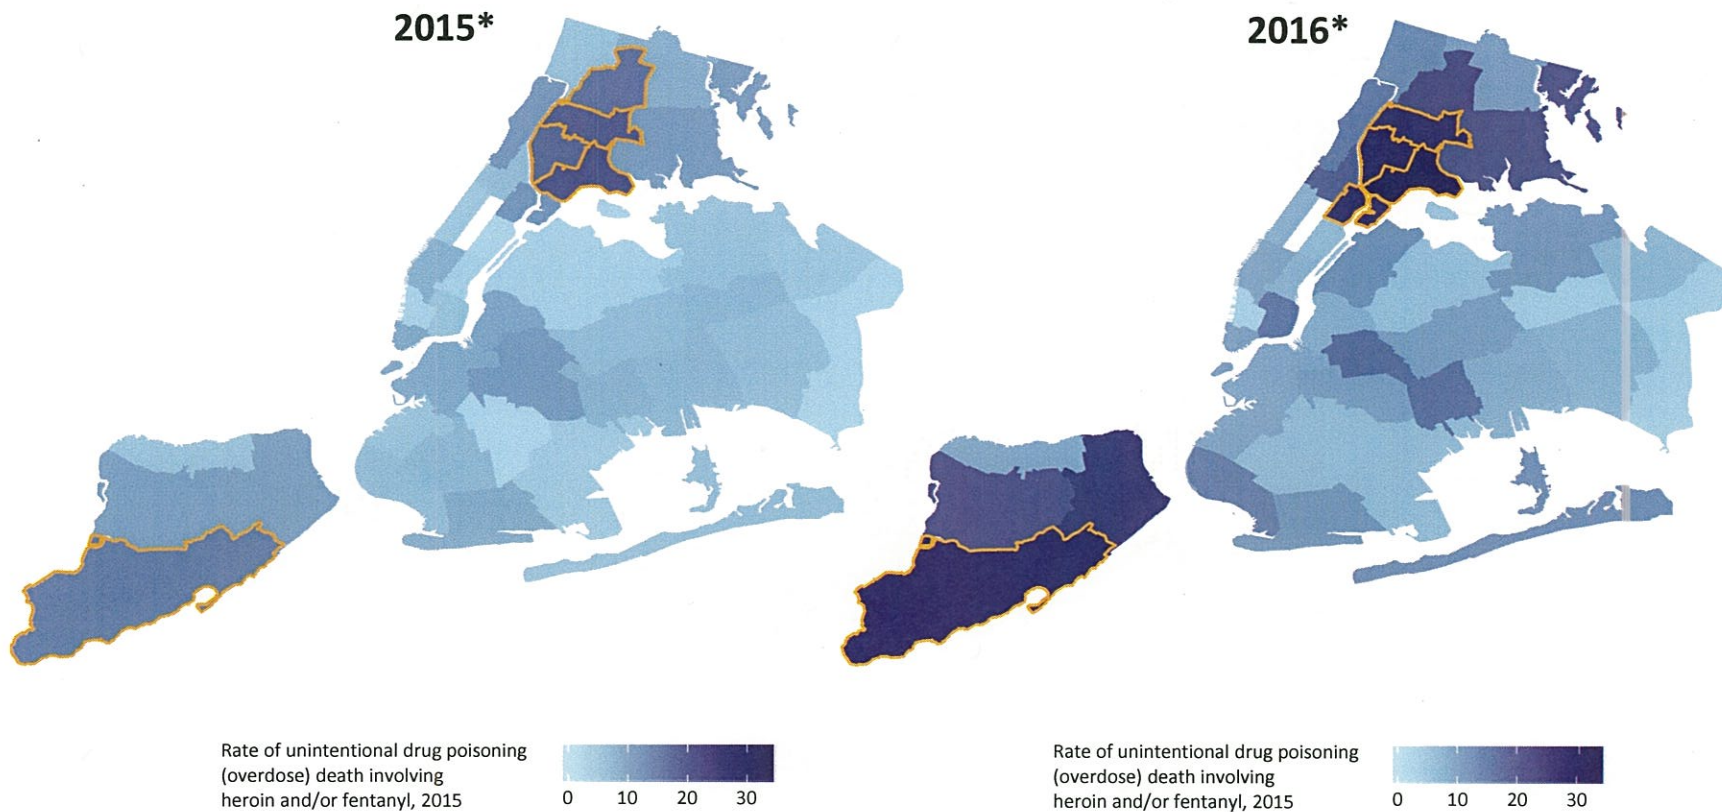 2015*
2016*
Rate of unintentional drug poisoning
(overdose) death involving
heroin and/or fentanyl, 2015
0 10 20 30
Rate of unintentional drug poisoning
(overdose) death involving
heroin and/or fentanyl, 2015
0 10 20 30